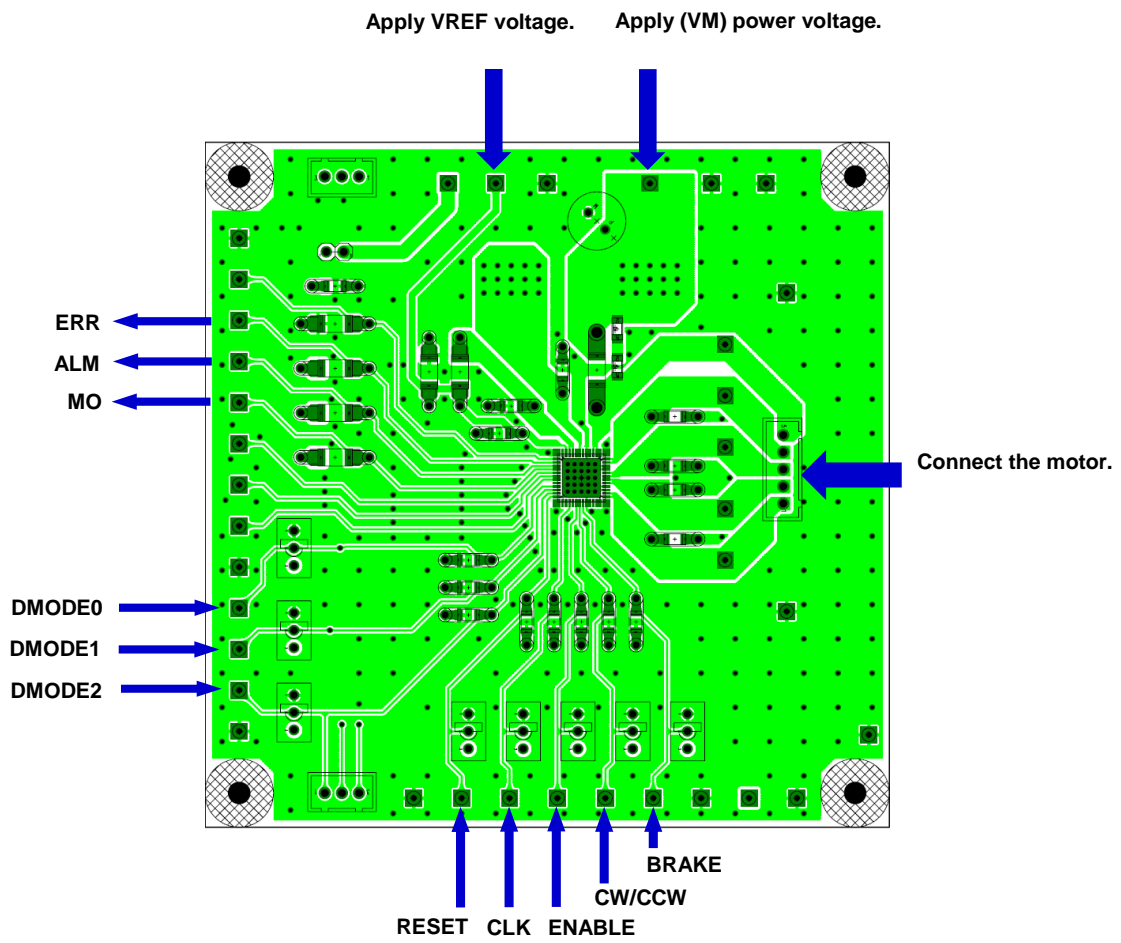 Apply VREF voltage.
Apply (VM) power voltage.
ERR
ALM
MO
Connect the motor.
DMODE0
DMODE1
DMODE2
BRAKE
CW/CCW
RESET
CLK
ENABLE